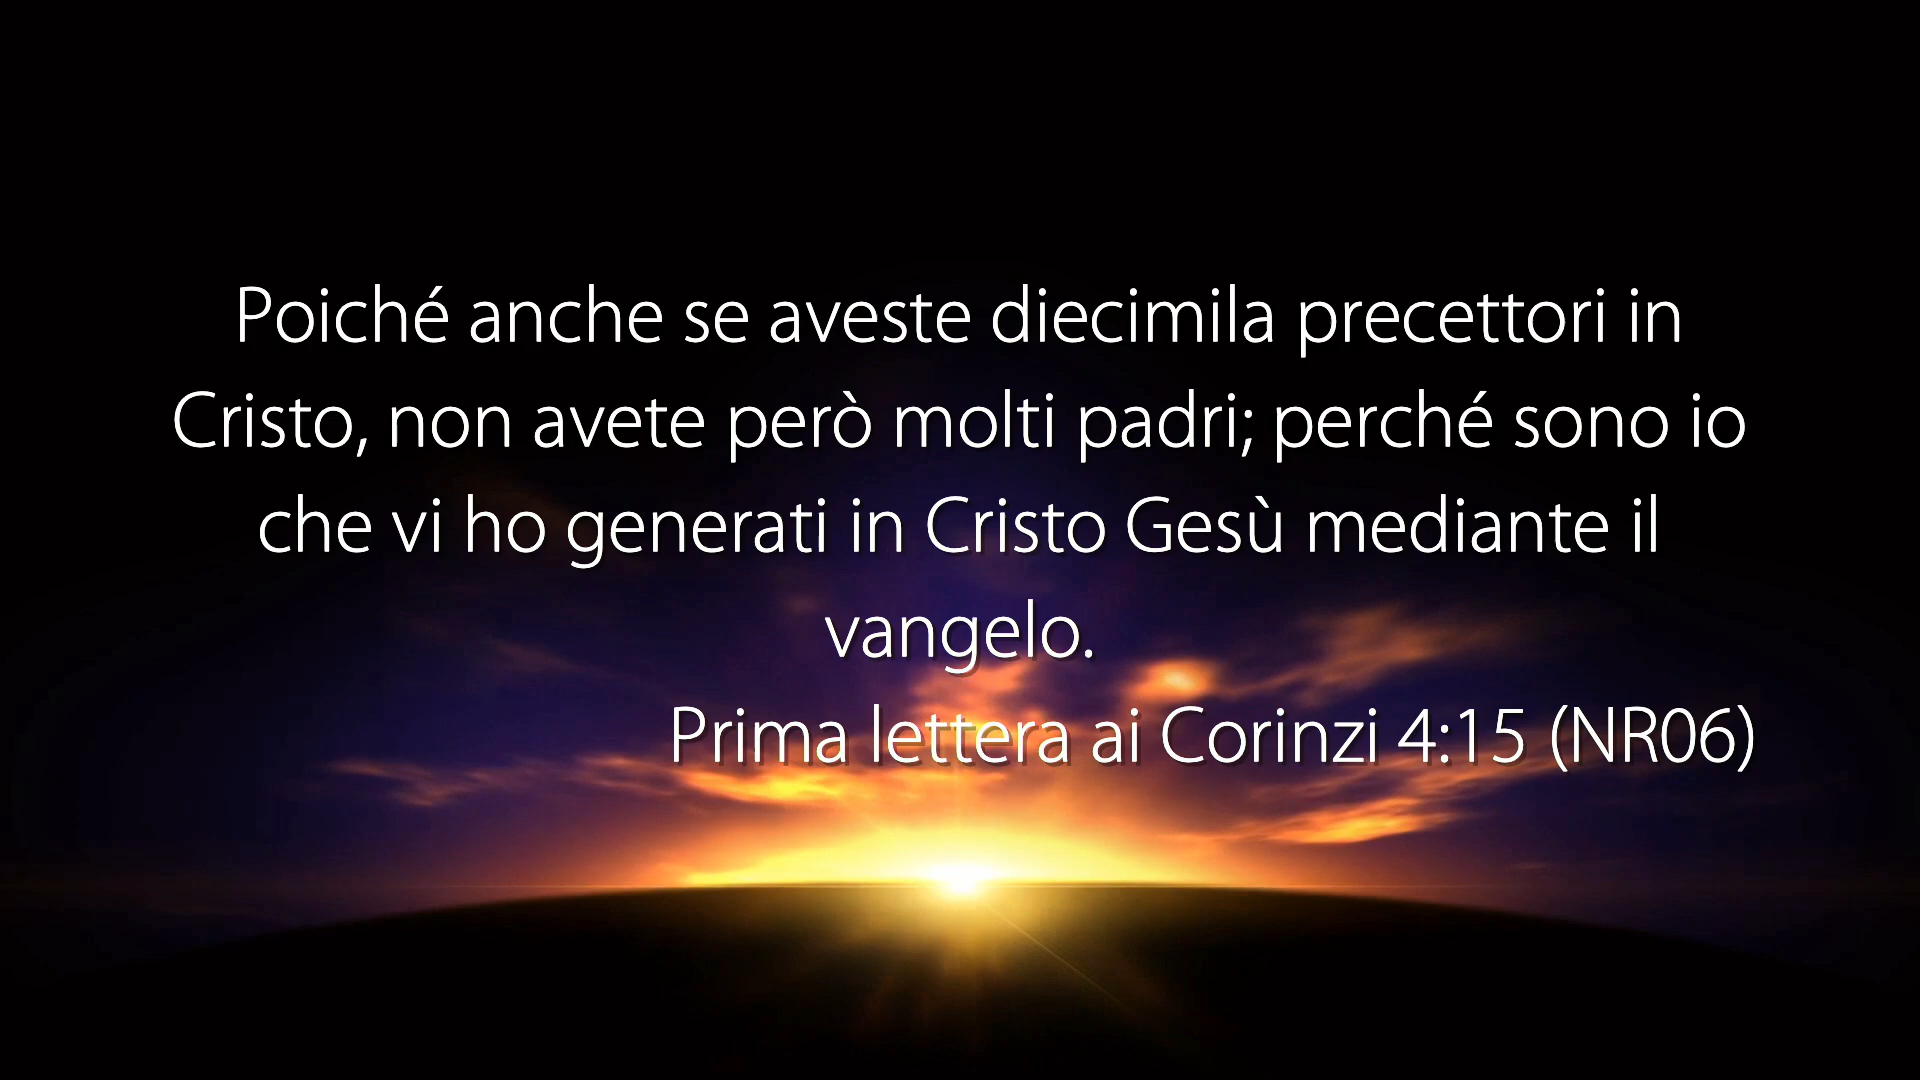 Poiché anche se aveste diecimila precettori in
Cristo, non avete però molti padri; perché sono io
che vi ho generati in Cristo Gesù mediante il
vangelo.
Prima lettera ai Corinzi 4:15 (NR06)